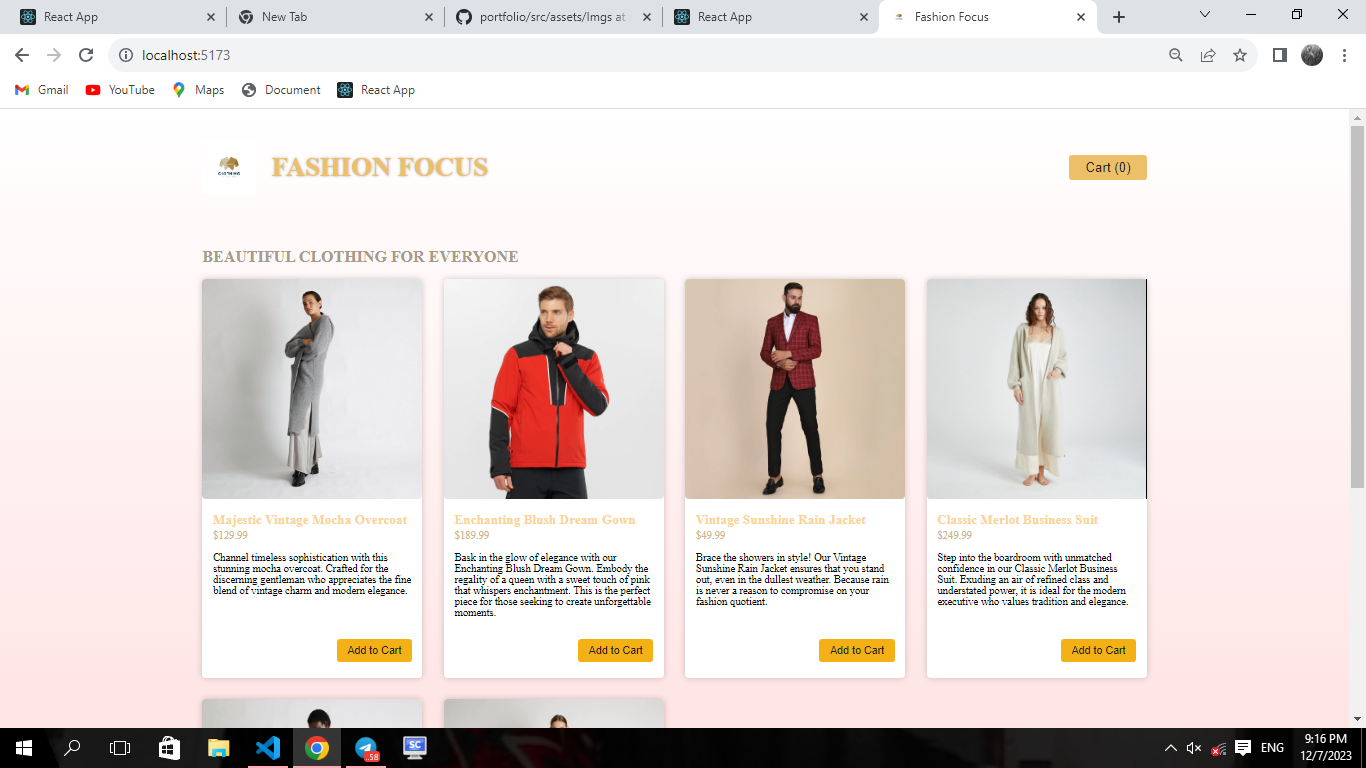 React App
New Tab
portfolio/src/assets/Imgs at
React App
Fashion Focus
localhost:5173
Gmail
YouTube
Maps
Document
React App
CLOTHING
FASHION FOCUS
Cart (0)
BEAUTIFUL CLOTHING FOR EVERYONE
Majestic Vintage Mocha Overcoat
$129.99
Channel timeless sophistication with this
stunning mocha overcoat. Crafted for the
discerning gentleman who appreciates the fine
blend of vintage charm and modern elegance.
Add to Cart
Enchanting Blush Dream Gown
$189.99
Bask in the glow of elegance with our
Enchanting Blush Dream Gown. Embody the
regality of a queen with a sweet touch of pink
that whispers enchantment. This is the perfect
piece for those seeking to create unforgettable
moments.
Add to Cart
Vintage Sunshine Rain Jacket
$49.99
Brace the showers in style! Our Vintage
Sunshine Rain Jacket ensures that you stand
out, even in the dullest weather. Because rain
is never a reason to compromise on your
fashion quotient.
Add to Cart
Classic Merlot Business Suit
$249.99
Step into the boardroom with unmatched
confidence in our Classic Merlot Business
Suit. Exuding an air of refined class and
understated power, it is ideal for the modern
executive who values tradition and elegance.
Add to Cart
58
SC
ENG
9:16 PM
12/7/2023